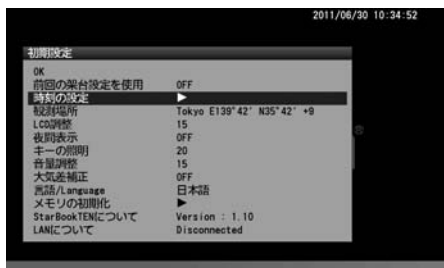 2011/06/30 10:34:52
初期設定
OK
前回の架台設定を使用 OFF
時刻の設定 ▶
観測場所 Tokyo E139°42′ N35°42′ +9
LCD調整 15
夜間表示 OFF
キーの照明 20
音量調整 15
大気差補正 OFF
言語/Language 日本語
メモリの初期化 ▶
StarBookTENについて Version : 1.10
LANについて Disconnected